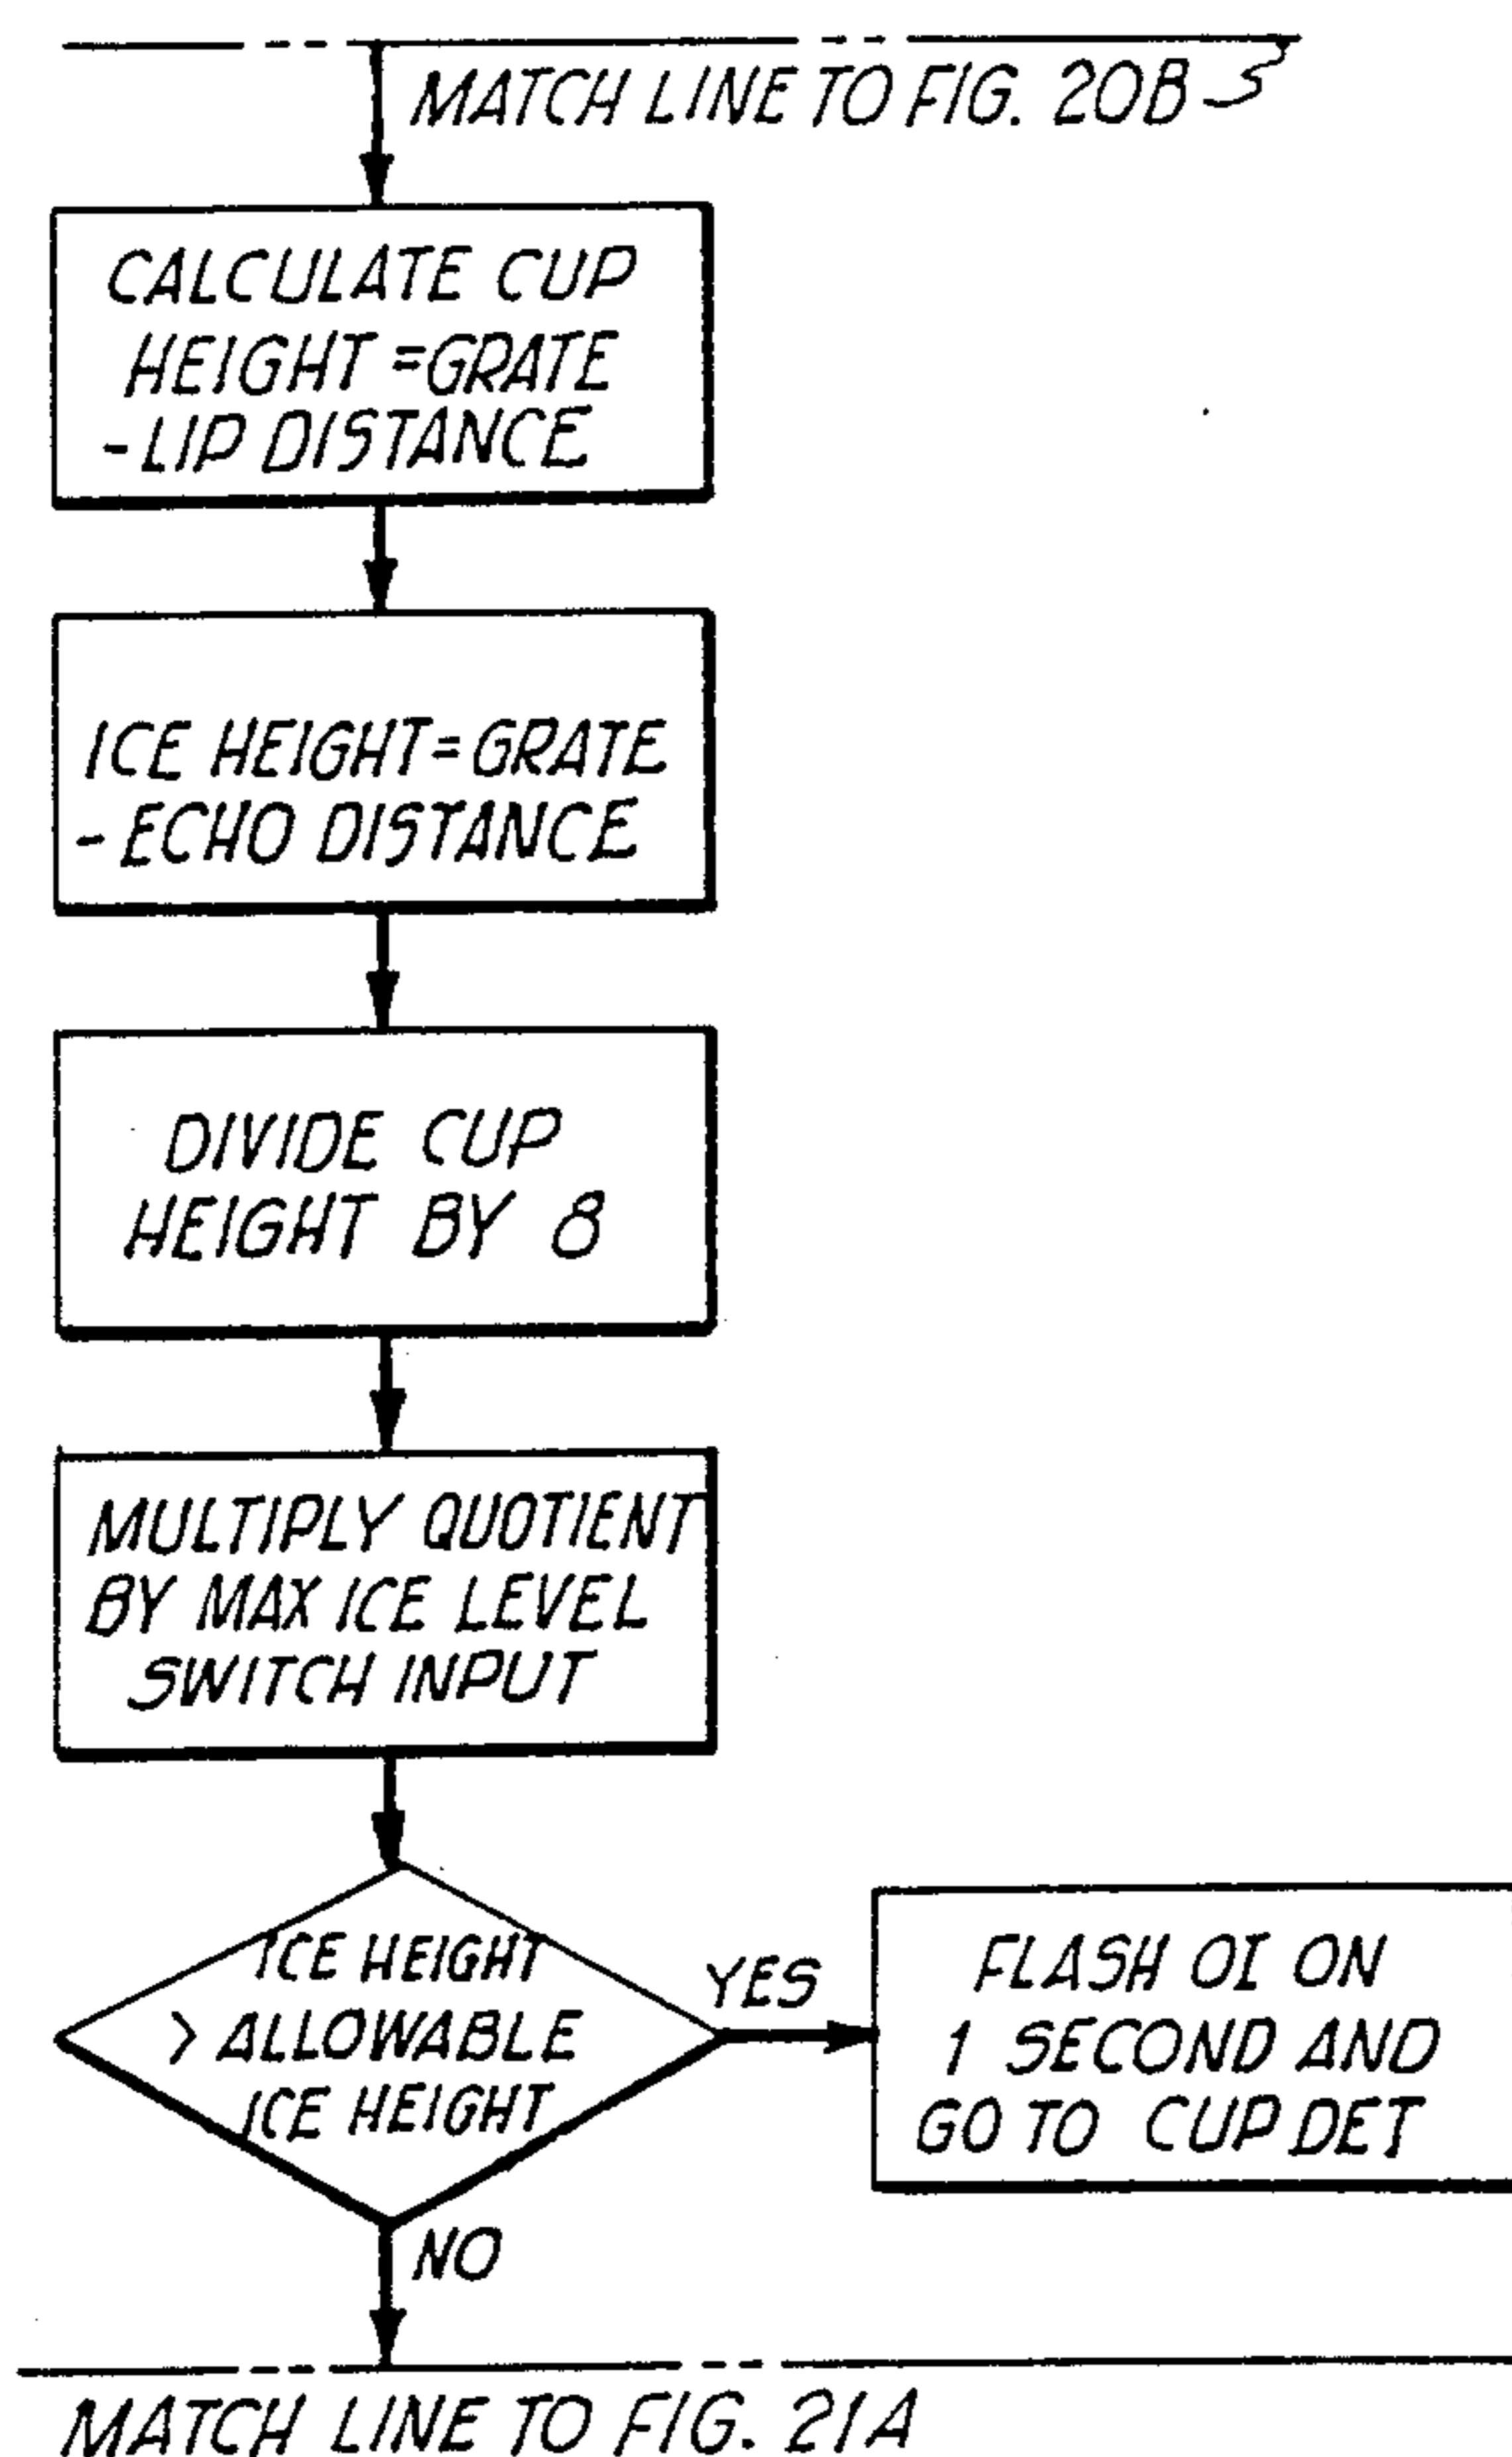 MATCH LINE TO FIG. 20B
CALCULATE CUP
HEIGHT =GRATE
-LIP DISTANCE
ICE HEIGHT=GRATE
- ECHO DISTANCE
DIVIDE CUP
HEIGHT BY 8
MULTIPLY QUOTIENT
BY MAX ICE LEVEL
SWITCH INPUT
ICE HEIGHT
> ALLOWABLE
ICE HEIGHT
YES
FLASH OI ON
1 SECOND AND
GO TO CUP DET
NO
MATCH LINE TO FIG. 21A